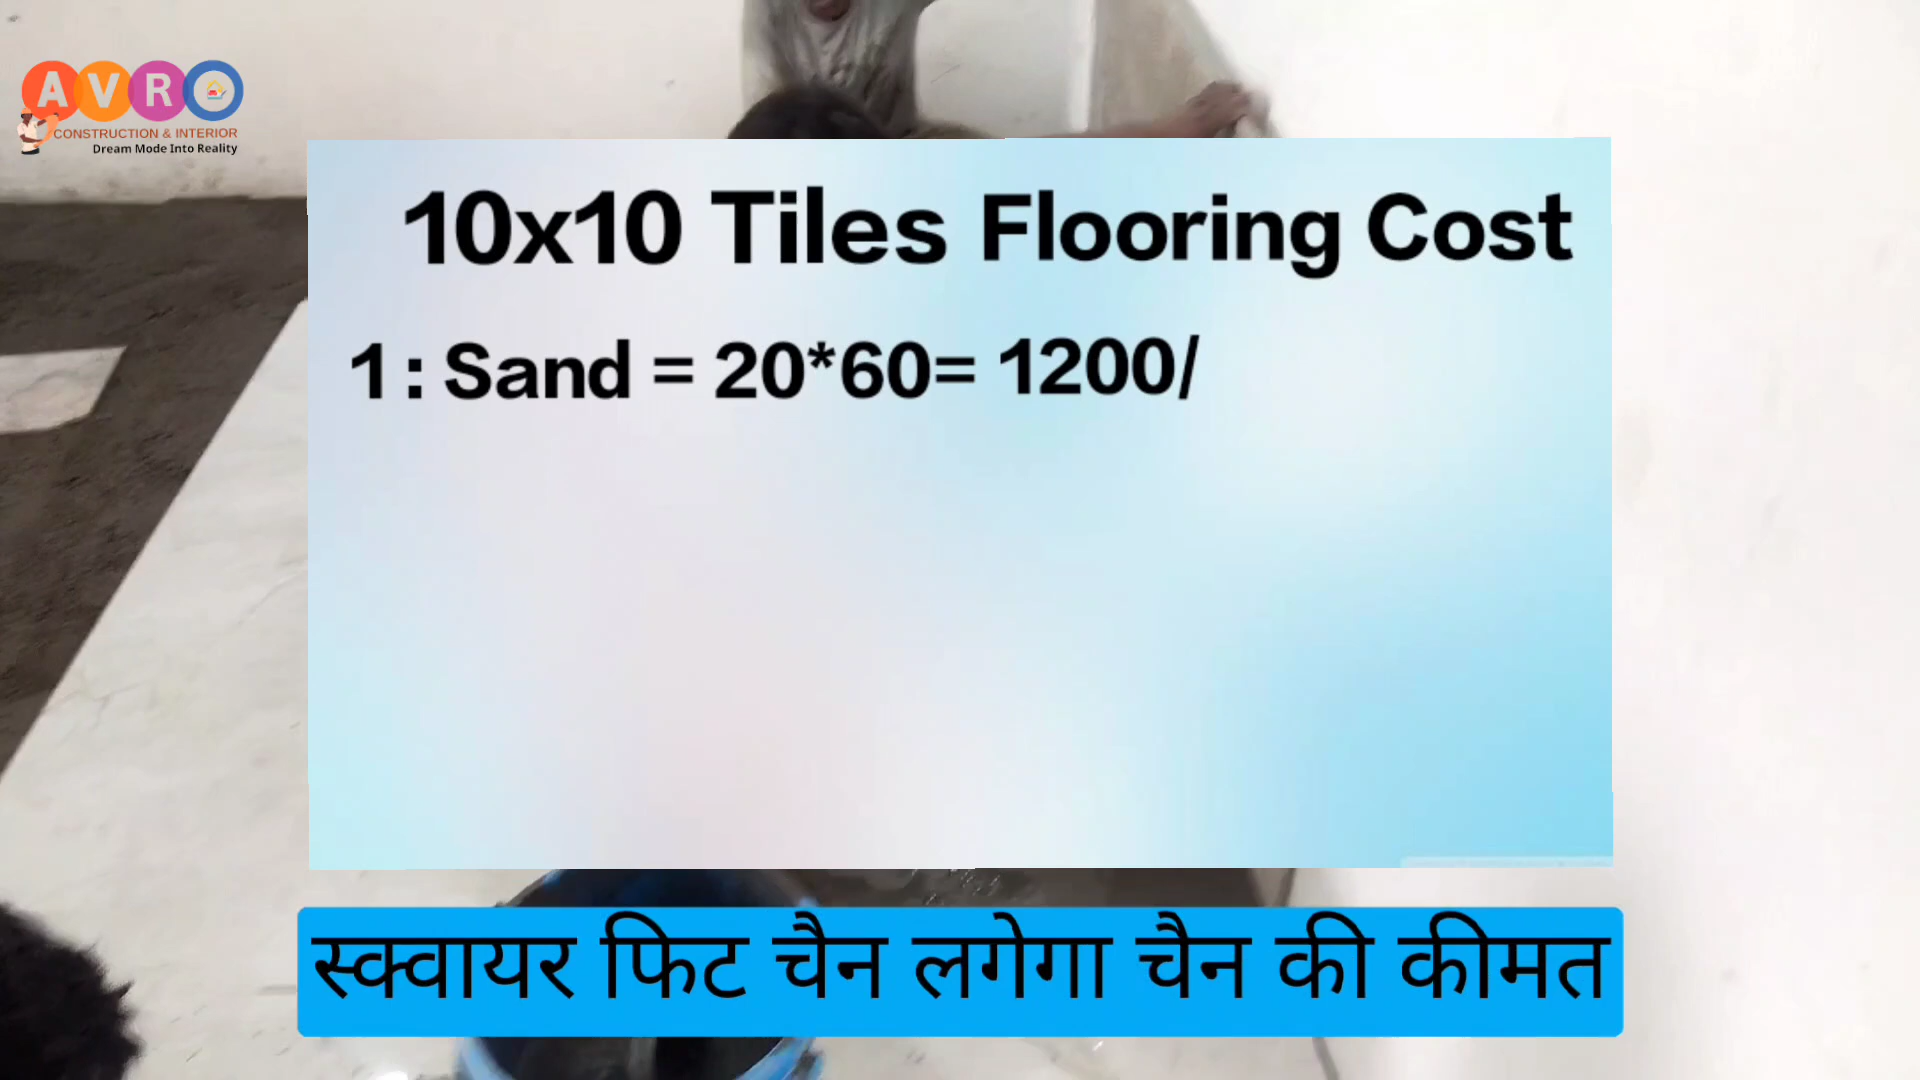 AVRO
CONSTRUCTION & INTERIOR
Dream Mode Into Reality
10x10 Tiles Flooring Cost
1 : Sand = 20*60= 1200/
स्क्वायर फिट चैन लगेगा चैन की कीमत